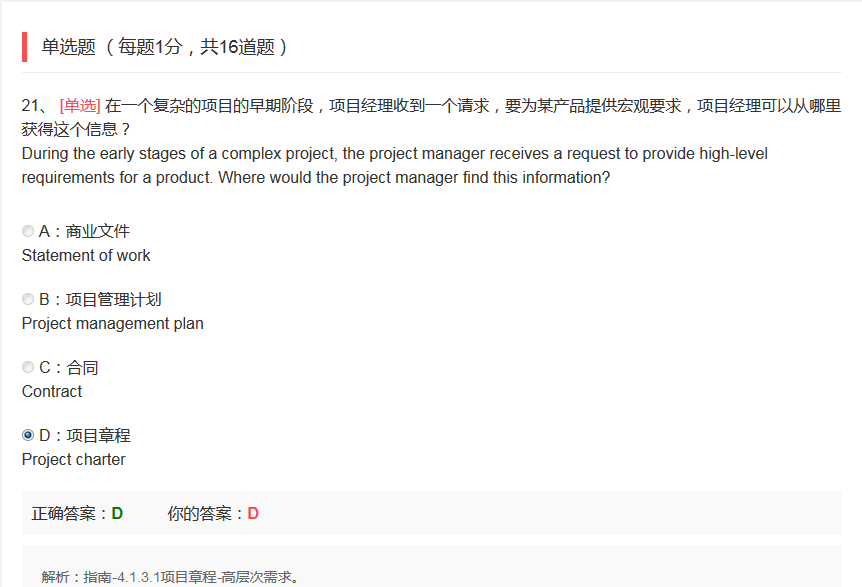 单选题（每题1分，共16道题）
21、 [单选] 在一个复杂的项目的早期阶段，项目经理收到一个请求，要为某产品提供宏观要求，项目经理可以从哪里
获得这个信息？
During the early stages of a complex project, the project manager receives a request to provide high-level
requirements for a product. Where would the project manager find this information?
A：商业文件
Statement of work
B：项目管理计划
Project management plan
C：合同
Contract
D：项目章程
Project charter
正确答案：D 你的答案：D
解析：指南-4.1.3.1项目章程-高层次需求。